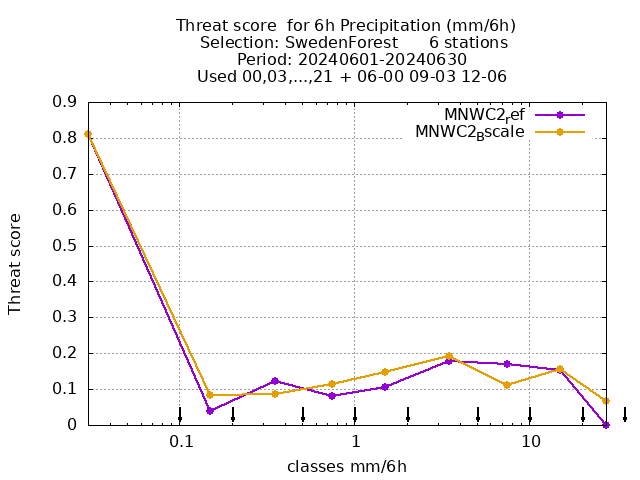 Threat score  for 6h Precipitation (mm/6h)
Selection: SwedenForest      6 stations
Period: 20240601-20240630
Used 00,03,...,21 + 06-00 09-03 12-06
MNWC2_ref
MNWC2_Bscale
0.9
0.8
0.7
0.6
0.5
0.4
0.3
0.2
0.1
0
Threat score
0.1 1 10
classes mm/6h